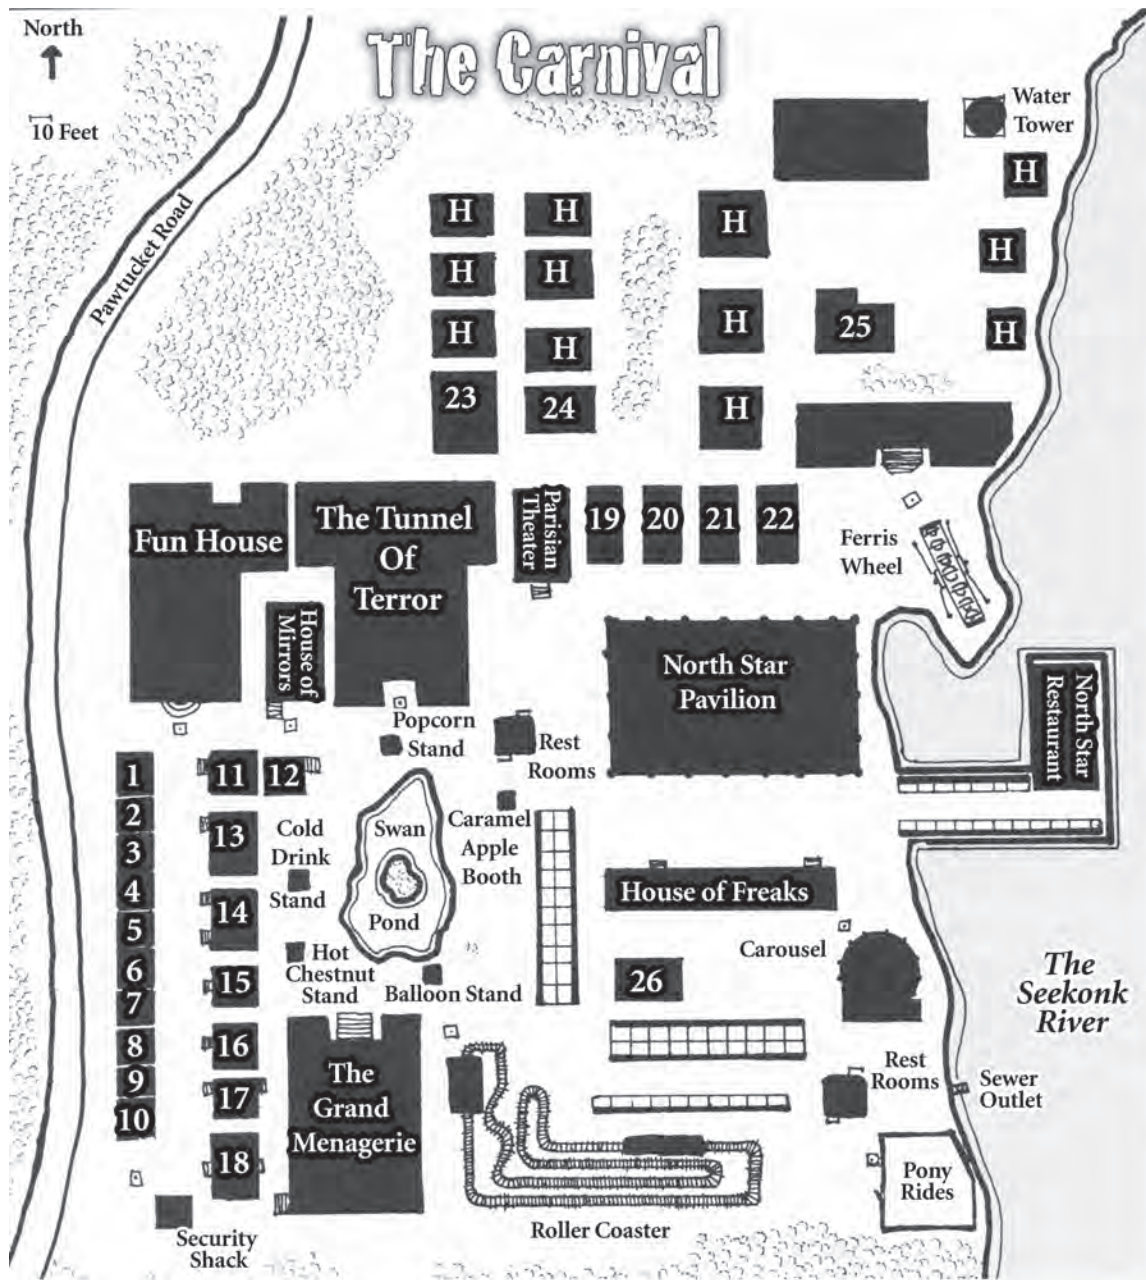 The Carnival
North
10 Feet
Pawtucket Road
Water
Tower
H
H
H
H
H
H
H
H
H
H
H
H
25
23
24
Fun House
The Tunnel
Of
Terror
Parisian
Theater
19
20
21
22
Ferris
Wheel
House of
Mirrors
North Star
Pavilion
North Star
Restaurant
Popcorn
Stand
Rest
Rooms
1
2
3
4
5
6
7
8
9
10
11
12
13
14
15
16
17
18
Cold
Drink
Stand
Swan
Pond
Caramel
Apple
Booth
House of Freaks
Hot
Chestnut
Stand
Balloon Stand
Carousel
26
The
Seekonk
River
The
Grand
Menagerie
Rest
Rooms
Sewer
Outlet
Pony
Rides
Roller Coaster
Security
Shack